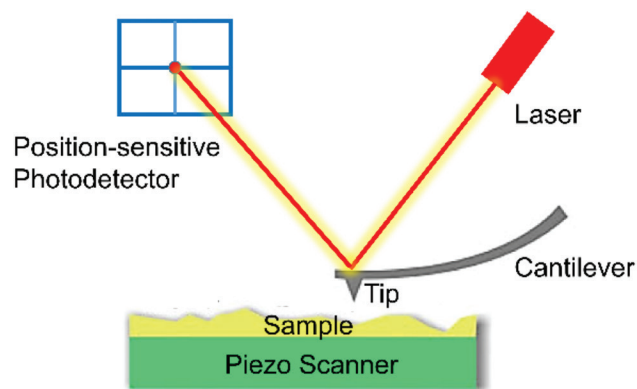 Position-sensitive
Photodetector
Laser
Cantilever
Tip
Sample
Piezo Scanner